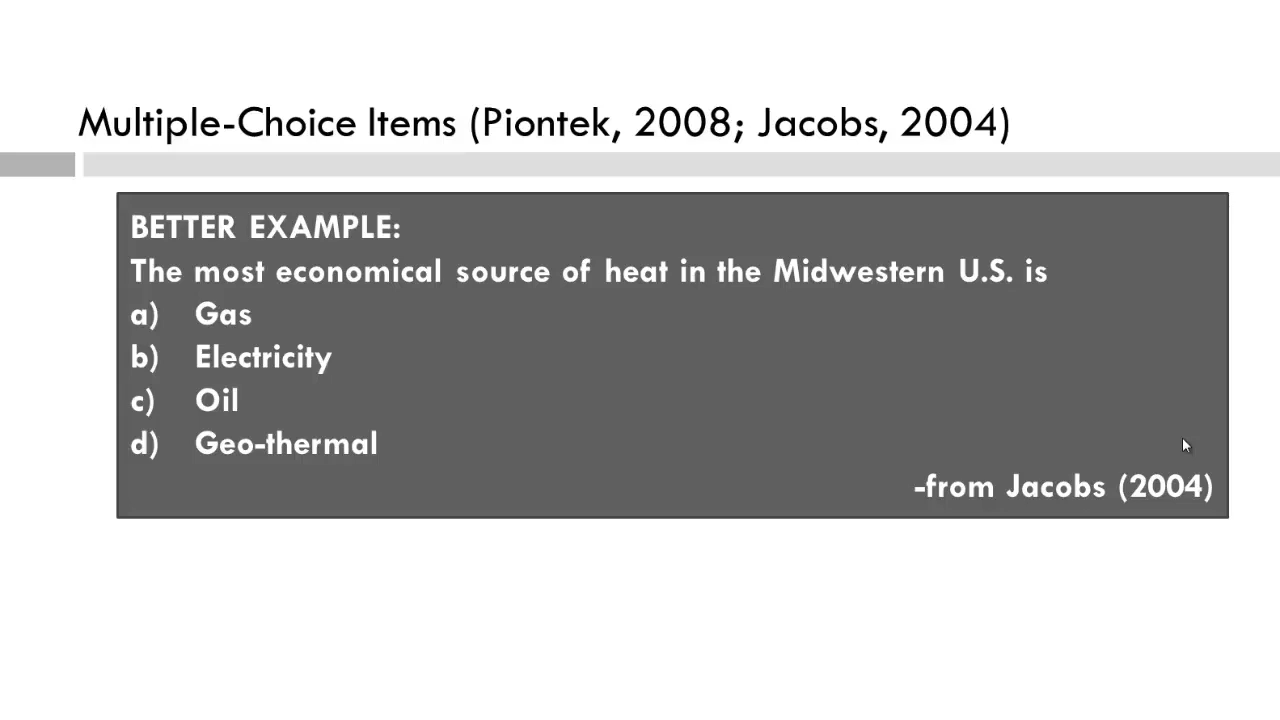 Multiple-Choice Items (Piontek, 2008; Jacobs, 2004)
BETTER EXAMPLE:
The most economical source of heat in the Midwestern U.S. is
a) Gas
b) Electricity
c) Oil
d) Geo-thermal
-from Jacobs (2004)